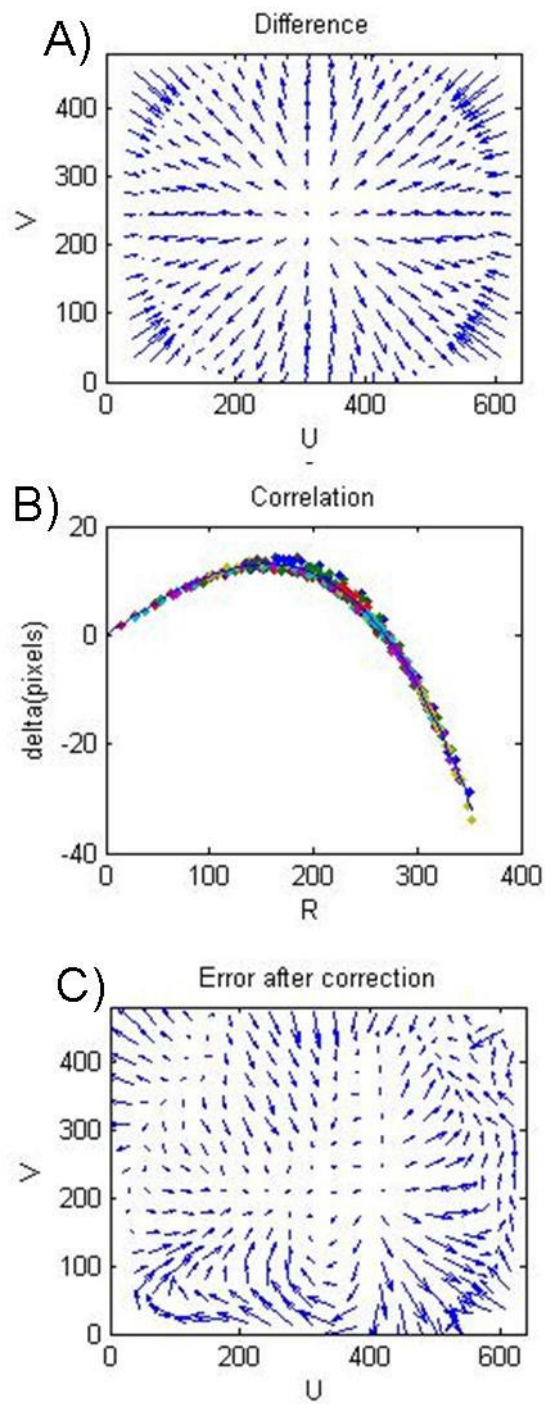 A)
Difference
400
300
200
100
0
V
0 200 400 600
U
-
B)
Correlation
20
0
-20
-40
delta(pixels)
0 100 200 300 400
R
C)
Error after correction
400
300
200
100
0
V
0 200 400 600
U